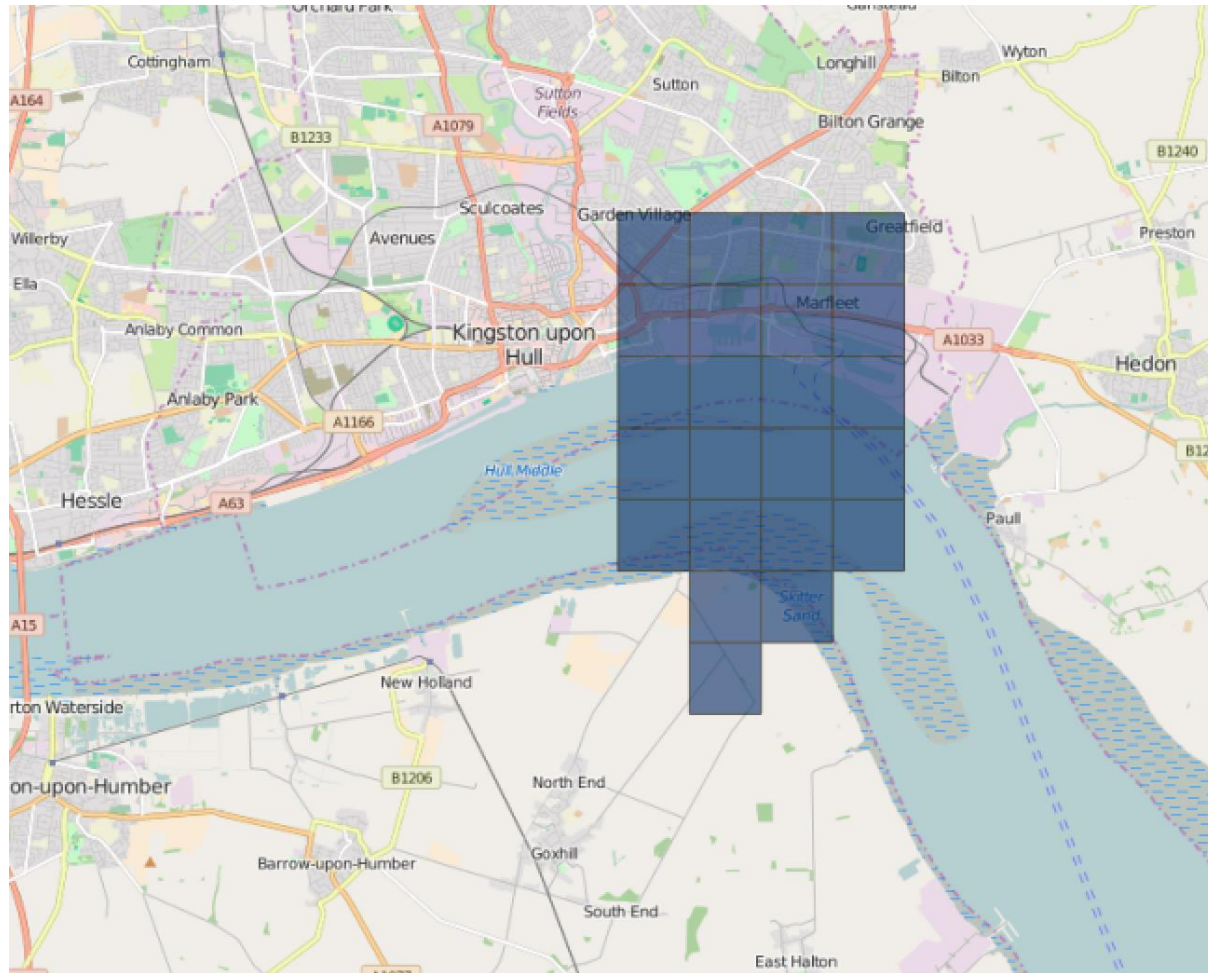 Orchard Park
Ganstead
Cottingham
Wyton
Longhill
Bilton
Sutton
A164
Sutton
Fields
A1079
Bilton Grange
B1233
B1240
Sculcoates
Garden Village
Greatfield
Preston
Willerby
Avenues
Ella
Marfleet
Anlaby Common
Kingston upon
Hull
A1033
Hedon
Anlaby Park
A1166
Hull Middle
B12
Hessle
A63
Paull
Skitter
Sand
A15
New Holland
rton Waterside
on-upon-Humber
B1206
North End
Goxhill
Barrow-upon-Humber
South End
East Halton
A1077